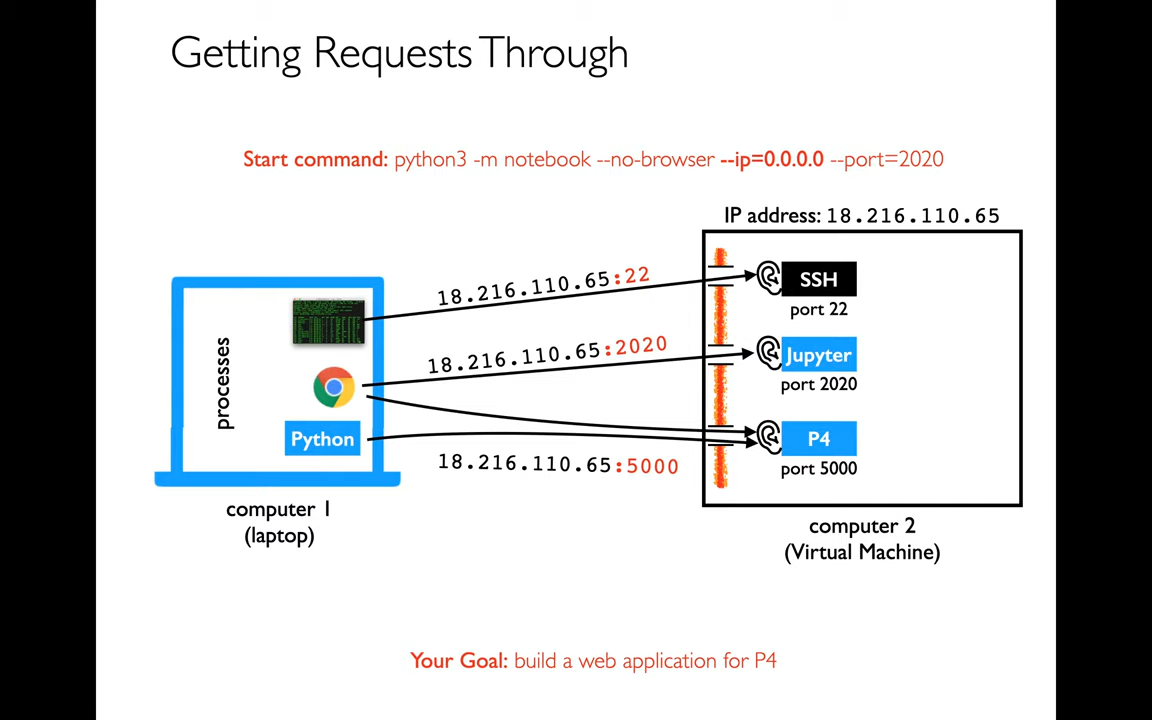 Getting Requests Through
Start command: python3 -m notebook --no-browser --ip=0.0.0.0 --port=2020
IP address: 18.216.110.65
18.216.110.65:22
SSH
port 22
processes
18.216.110.65:2020
Jupyter
port 2020
Python
18.216.110.65:5000
P4
port 5000
computer 1
(laptop)
computer 2
(Virtual Machine)
Your Goal: build a web application for P4